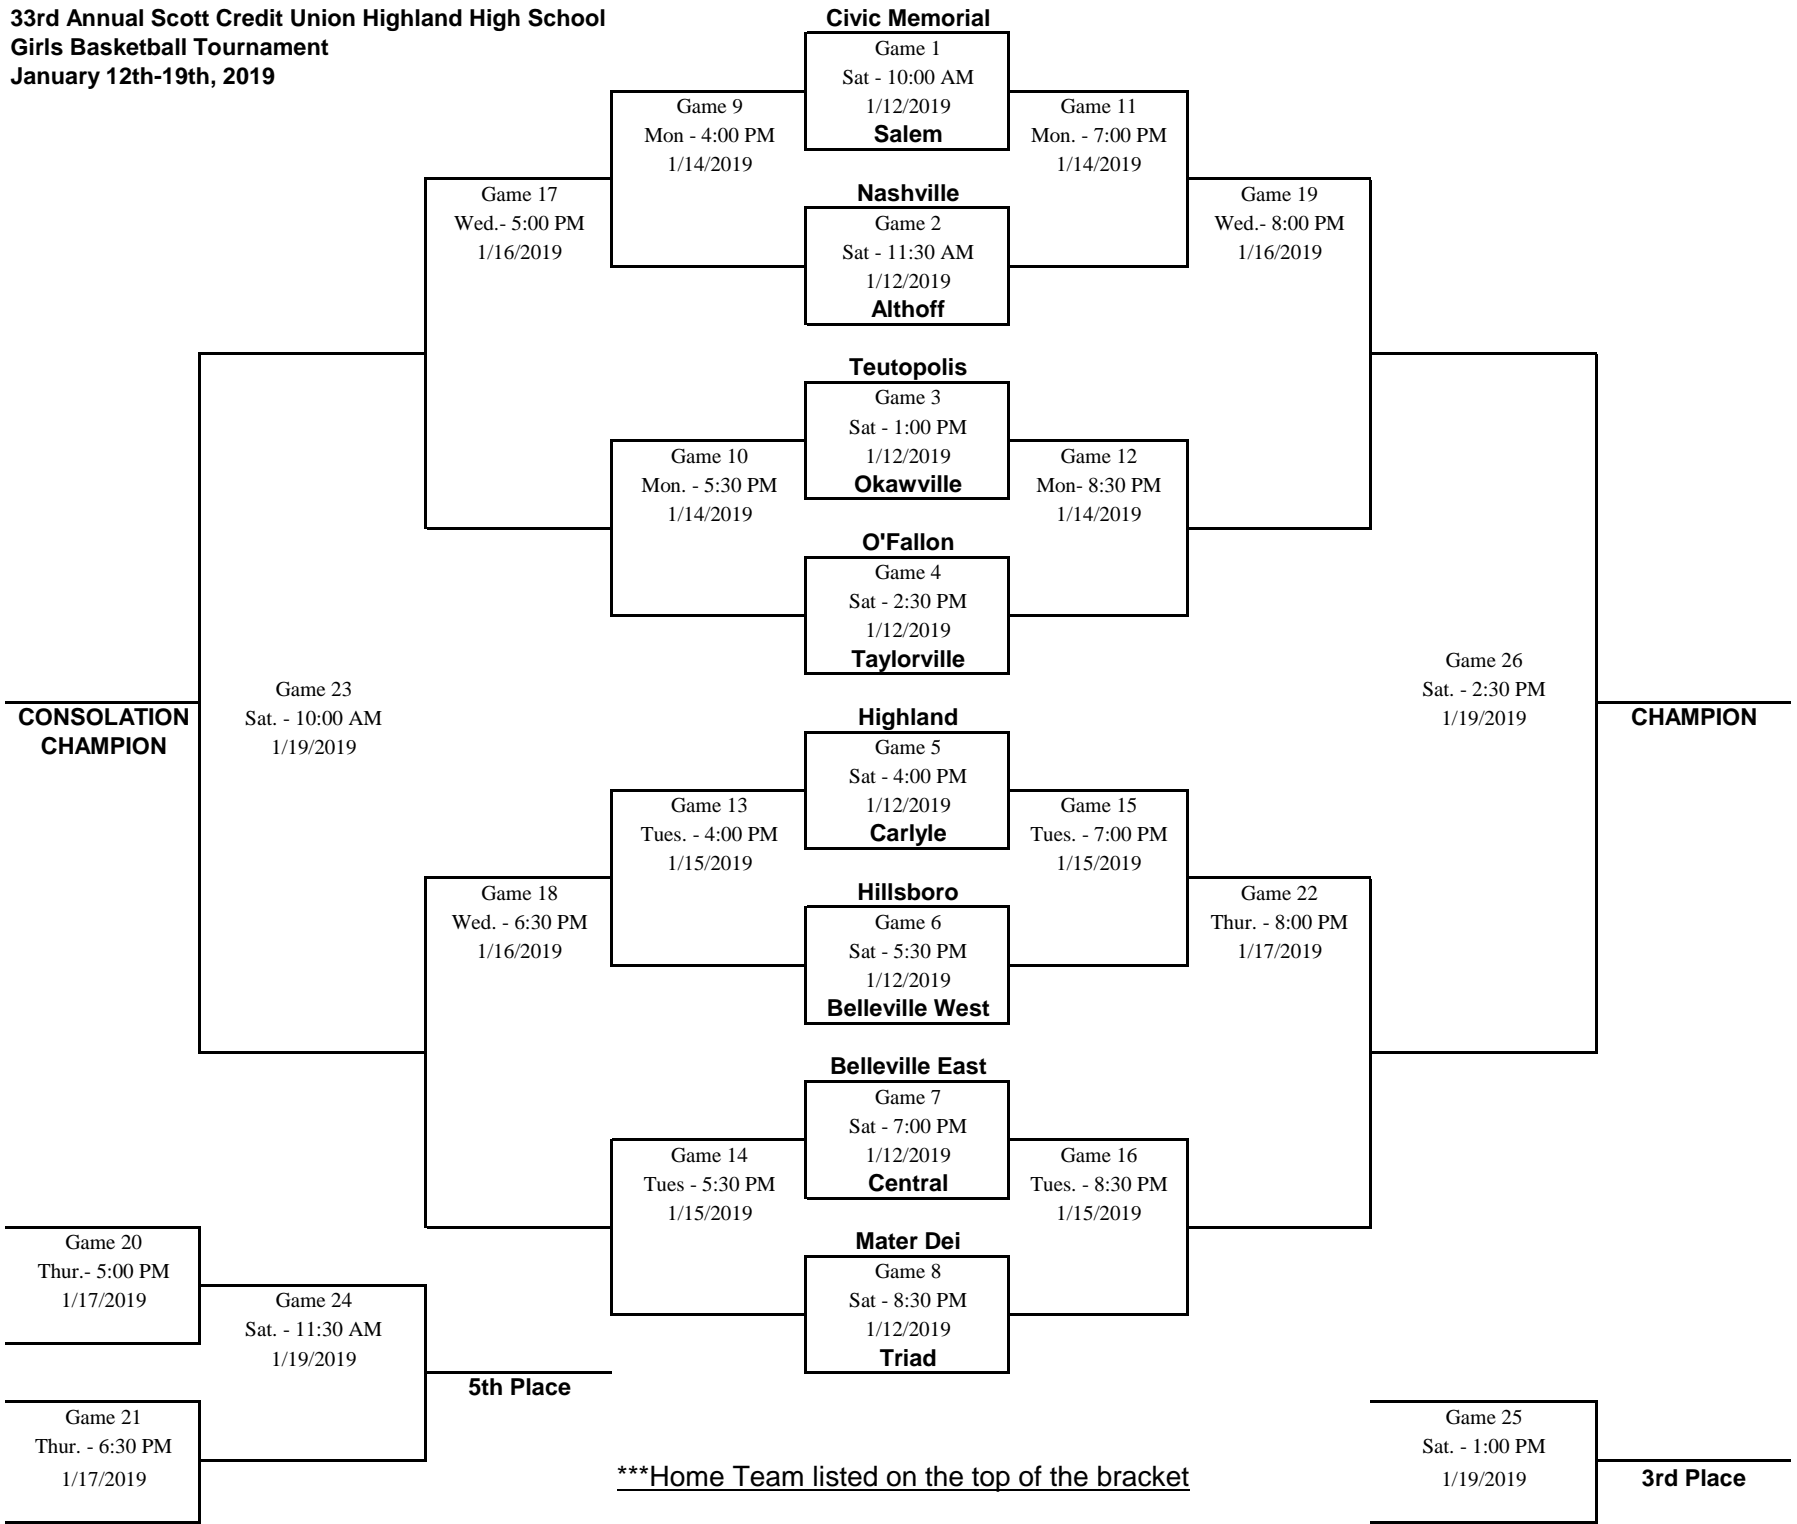 33rd Annual Scott Credit Union Highland High School
Girls Basketball Tournament
January 12th-19th, 2019
Civic Memorial
Game 1
Sat - 10:00 AM
1/12/2019
Salem
Game 9
Mon - 4:00 PM
1/14/2019
Game 11
Mon. - 7:00 PM
1/14/2019
Nashville
Game 2
Sat - 11:30 AM
1/12/2019
Althoff
Game 17
Wed.- 5:00 PM
1/16/2019
Game 19
Wed.- 8:00 PM
1/16/2019
Teutopolis
Game 3
Sat - 1:00 PM
1/12/2019
Okawville
Game 10
Mon. - 5:30 PM
1/14/2019
Game 12
Mon- 8:30 PM
1/14/2019
O'Fallon
Game 4
Sat - 2:30 PM
1/12/2019
Taylorville
Game 23
Sat. - 10:00 AM
1/19/2019
CONSOLATION
CHAMPION
Game 26
Sat. - 2:30 PM
1/19/2019
CHAMPION
Highland
Game 5
Sat - 4:00 PM
1/12/2019
Carlyle
Game 13
Tues. - 4:00 PM
1/15/2019
Game 15
Tues. - 7:00 PM
1/15/2019
Hillsboro
Game 6
Sat - 5:30 PM
1/12/2019
Belleville West
Game 18
Wed. - 6:30 PM
1/16/2019
Game 22
Thur. - 8:00 PM
1/17/2019
Belleville East
Game 7
Sat - 7:00 PM
1/12/2019
Central
Game 14
Tues - 5:30 PM
1/15/2019
Game 16
Tues. - 8:30 PM
1/15/2019
Mater Dei
Game 8
Sat - 8:30 PM
1/12/2019
Triad
Game 20
Thur.- 5:00 PM
1/17/2019
Game 24
Sat. - 11:30 AM
1/19/2019
5th Place
Game 21
Thur. - 6:30 PM
1/17/2019
Game 25
Sat. - 1:00 PM
1/19/2019
3rd Place
***Home Team listed on the top of the bracket